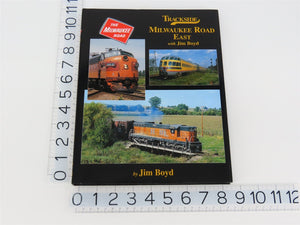 TRACKSIDE
THE
MILWAUKEE
ROAD
MILWAUKEE ROAD
EAST
with Jim Boyd
by Jim Boyd
0 1 2 3 4 5 6 7 8 9 10 11 12
0 1 2 3 4 5 6 7 8 9 10 11 12